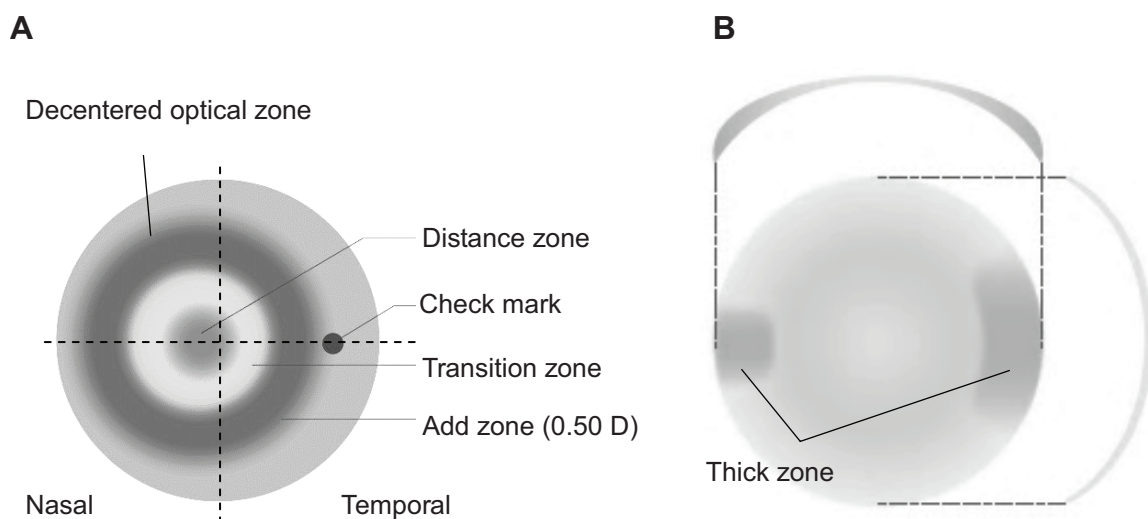 A
B
Decentered optical zone
Distance zone
Check mark
Transition zone
Add zone (0.50 D)
Nasal
Temporal
Thick zone